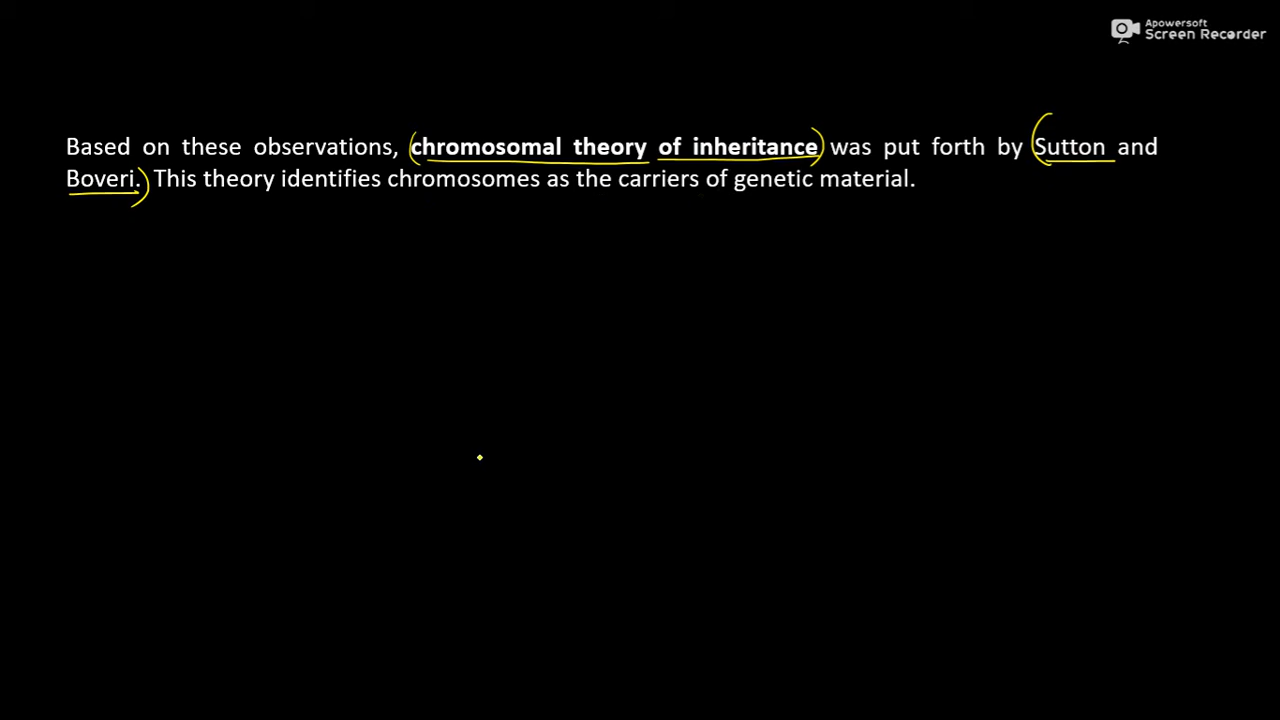 Apowersoft
Screen Recorder
Based on these observations, chromosomal theory of inheritance was put forth by Sutton and
Boveri. This theory identifies chromosomes as the carriers of genetic material.